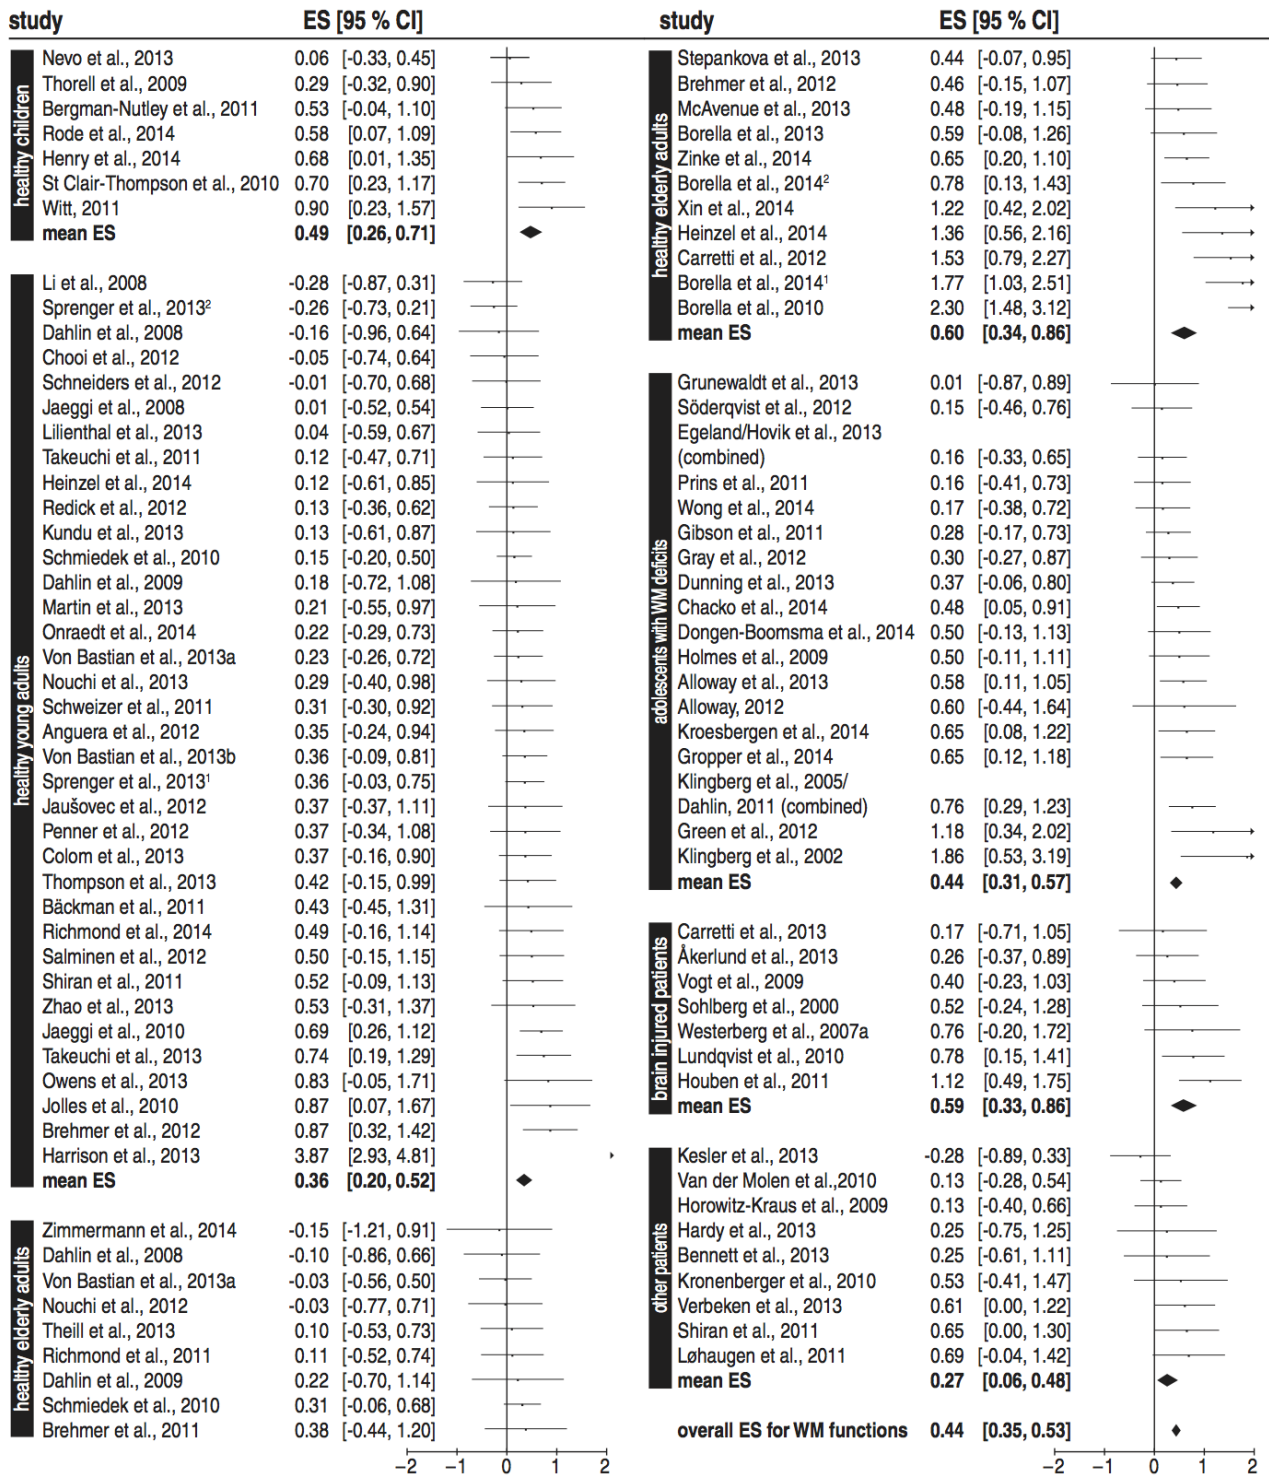 study ES [95 % CI]
healthy children
Nevo et al., 2013 0.06 [-0.33, 0.45]
Thorell et al., 2009 0.29 [-0.32, 0.90]
Bergman-Nutley et al., 2011 0.53 [-0.04, 1.10]
Rode et al., 2014 0.58 [0.07, 1.09]
Henry et al., 2014 0.68 [0.01, 1.35]
St Clair-Thompson et al., 2010 0.70 [0.23, 1.17]
Witt, 2011 0.90 [0.23, 1.57]
mean ES 0.49 [0.26, 0.71]
healthy young adults
Li et al., 2008 -0.28 [-0.87, 0.31]
Sprenger et al., 2013² -0.26 [-0.73, 0.21]
Dahlin et al., 2008 -0.16 [-0.96, 0.64]
Chooi et al., 2012 -0.05 [-0.74, 0.64]
Schneiders et al., 2012 -0.01 [-0.70, 0.68]
Jaeggi et al., 2008 0.01 [-0.52, 0.54]
Lilienthal et al., 2013 0.04 [-0.59, 0.67]
Takeuchi et al., 2011 0.12 [-0.47, 0.71]
Heinzel et al., 2014 0.12 [-0.61, 0.85]
Redick et al., 2012 0.13 [-0.36, 0.62]
Kundu et al., 2013 0.13 [-0.61, 0.87]
Schmiedek et al., 2010 0.15 [-0.20, 0.50]
Dahlin et al., 2009 0.18 [-0.72, 1.08]
Martin et al., 2013 0.21 [-0.55, 0.97]
Onraedt et al., 2014 0.22 [-0.29, 0.73]
Von Bastian et al., 2013a 0.23 [-0.26, 0.72]
Nouchi et al., 2013 0.29 [-0.40, 0.98]
Schweizer et al., 2011 0.31 [-0.30, 0.92]
Anguera et al., 2012 0.35 [-0.24, 0.94]
Von Bastian et al., 2013b 0.36 [-0.09, 0.81]
Sprenger et al., 2013¹ 0.36 [-0.03, 0.75]
Jaušovec et al., 2012 0.37 [-0.37, 1.11]
Penner et al., 2012 0.37 [-0.34, 1.08]
Colom et al., 2013 0.37 [-0.16, 0.90]
Thompson et al., 2013 0.42 [-0.15, 0.99]
Bäckman et al., 2011 0.43 [-0.45, 1.31]
Richmond et al., 2014 0.49 [-0.16, 1.14]
Salminen et al., 2012 0.50 [-0.15, 1.15]
Shiran et al., 2011 0.52 [-0.09, 1.13]
Zhao et al., 2013 0.53 [-0.31, 1.37]
Jaeggi et al., 2010 0.69 [0.26, 1.12]
Takeuchi et al., 2013 0.74 [0.19, 1.29]
Owens et al., 2013 0.83 [-0.05, 1.71]
Jolles et al., 2010 0.87 [0.07, 1.67]
Brehmer et al., 2012 0.87 [0.32, 1.42]
Harrison et al., 2013 3.87 [2.93, 4.81]
mean ES 0.36 [0.20, 0.52]
healthy elderly adults
Zimmermann et al., 2014 -0.15 [-1.21, 0.91]
Dahlin et al., 2008 -0.10 [-0.86, 0.66]
Von Bastian et al., 2013a -0.03 [-0.56, 0.50]
Nouchi et al., 2012 -0.03 [-0.77, 0.71]
Theill et al., 2013 0.10 [-0.53, 0.73]
Richmond et al., 2011 0.11 [-0.52, 0.74]
Dahlin et al., 2009 0.22 [-0.70, 1.14]
Schmiedek et al., 2010 0.31 [-0.06, 0.68]
Brehmer et al., 2011 0.38 [-0.44, 1.20]
−2 −1 0 1 2
study ES [95 % CI]
healthy elderly adults
Stepankova et al., 2013 0.44 [-0.07, 0.95]
Brehmer et al., 2012 0.46 [-0.15, 1.07]
McAvenue et al., 2013 0.48 [-0.19, 1.15]
Borella et al., 2013 0.59 [-0.08, 1.26]
Zinke et al., 2014 0.65 [0.20, 1.10]
Borella et al., 2014² 0.78 [0.13, 1.43]
Xin et al., 2014 1.22 [0.42, 2.02]
Heinzel et al., 2014 1.36 [0.56, 2.16]
Carretti et al., 2012 1.53 [0.79, 2.27]
Borella et al., 2014¹ 1.77 [1.03, 2.51]
Borella et al., 2010 2.30 [1.48, 3.12]
mean ES 0.60 [0.34, 0.86]
adolescents with WM deficits
Grunewaldt et al., 2013 0.01 [-0.87, 0.89]
Söderqvist et al., 2012 0.15 [-0.46, 0.76]
Egeland/Hovik et al., 2013
(combined) 0.16 [-0.33, 0.65]
Prins et al., 2011 0.16 [-0.41, 0.73]
Wong et al., 2014 0.17 [-0.38, 0.72]
Gibson et al., 2011 0.28 [-0.17, 0.73]
Gray et al., 2012 0.30 [-0.27, 0.87]
Dunning et al., 2013 0.37 [-0.06, 0.80]
Chacko et al., 2014 0.48 [0.05, 0.91]
Dongen-Boomsma et al., 2014 0.50 [-0.13, 1.13]
Holmes et al., 2009 0.50 [-0.11, 1.11]
Alloway et al., 2013 0.58 [0.11, 1.05]
Alloway, 2012 0.60 [-0.44, 1.64]
Kroesbergen et al., 2014 0.65 [0.08, 1.22]
Gropper et al., 2014 0.65 [0.12, 1.18]
Klingberg et al., 2005/
Dahlin, 2011 (combined) 0.76 [0.29, 1.23]
Green et al., 2012 1.18 [0.34, 2.02]
Klingberg et al., 2002 1.86 [0.53, 3.19]
mean ES 0.44 [0.31, 0.57]
brain injured patients
Carretti et al., 2013 0.17 [-0.71, 1.05]
Åkerlund et al., 2013 0.26 [-0.37, 0.89]
Vogt et al., 2009 0.40 [-0.23, 1.03]
Sohlberg et al., 2000 0.52 [-0.24, 1.28]
Westerberg et al., 2007a 0.76 [-0.20, 1.72]
Lundqvist et al., 2010 0.78 [0.15, 1.41]
Houben et al., 2011 1.12 [0.49, 1.75]
mean ES 0.59 [0.33, 0.86]
other patients
Kesler et al., 2013 -0.28 [-0.89, 0.33]
Van der Molen et al.,2010 0.13 [-0.28, 0.54]
Horowitz-Kraus et al., 2009 0.13 [-0.40, 0.66]
Hardy et al., 2013 0.25 [-0.75, 1.25]
Bennett et al., 2013 0.25 [-0.61, 1.11]
Kronenberger et al., 2010 0.53 [-0.41, 1.47]
Verbeken et al., 2013 0.61 [0.00, 1.22]
Shiran et al., 2011 0.65 [0.00, 1.30]
Løhaugen et al., 2011 0.69 [-0.04, 1.42]
mean ES 0.27 [0.06, 0.48]
overall ES for WM functions 0.44 [0.35, 0.53]
−2 −1 0 1 2